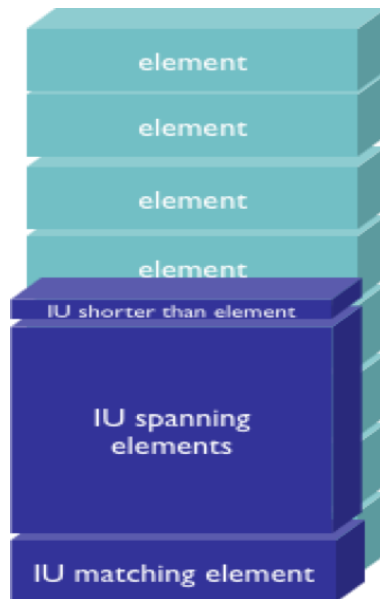 element
element
element
element
IU shorter than element
IU spanning
elements
IU matching element